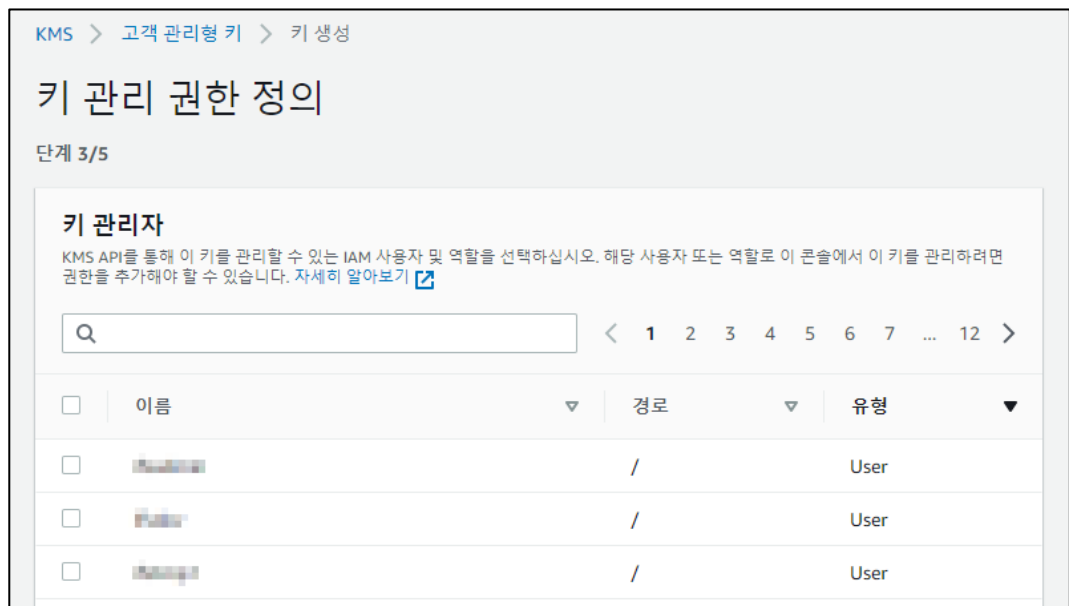 KMS > 고객 관리형 키 > 키 생성
키 관리 권한 정의
단계 3/5
키 관리자
KMS API를 통해 이 키를 관리할 수 있는 IAM 사용자 및 역할을 선택하십시오. 해당 사용자 또는 역할로 이 콘솔에서 이 키를 관리하려면
권한을 추가해야 할 수 있습니다. 자세히 알아보기
< 1 2 3 4 5 6 7 ... 12 >
이름 경로 유형
/ User
/ User
/ User